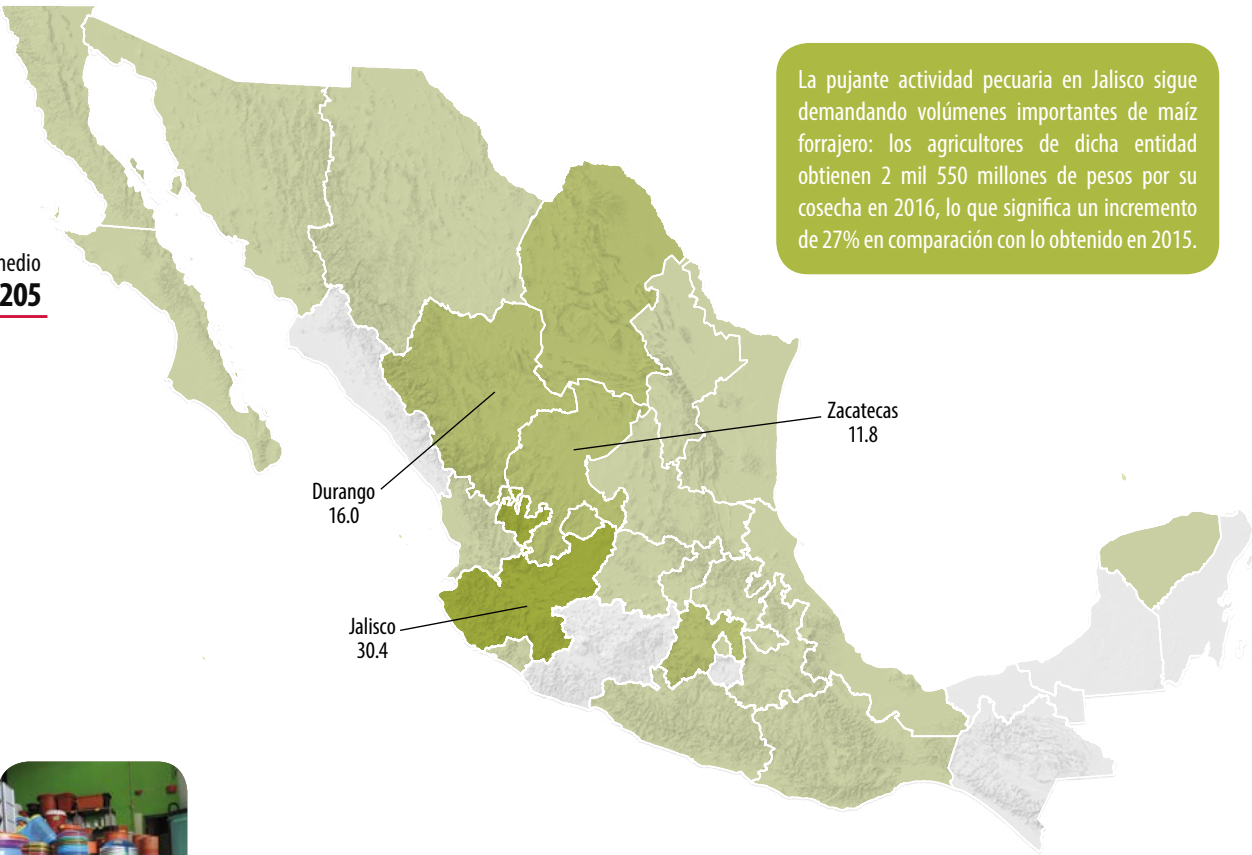 La pujante actividad pecuaria en Jalisco sigue
demandando volúmenes importantes de maíz
forrajero: los agricultores de dicha entidad
obtienen 2 mil 550 millones de pesos por su
cosecha en 2016, lo que significa un incremento
de 27% en comparación con lo obtenido en 2015.
205
Zacatecas
11.8
Durango
16.0
Jalisco
30.4